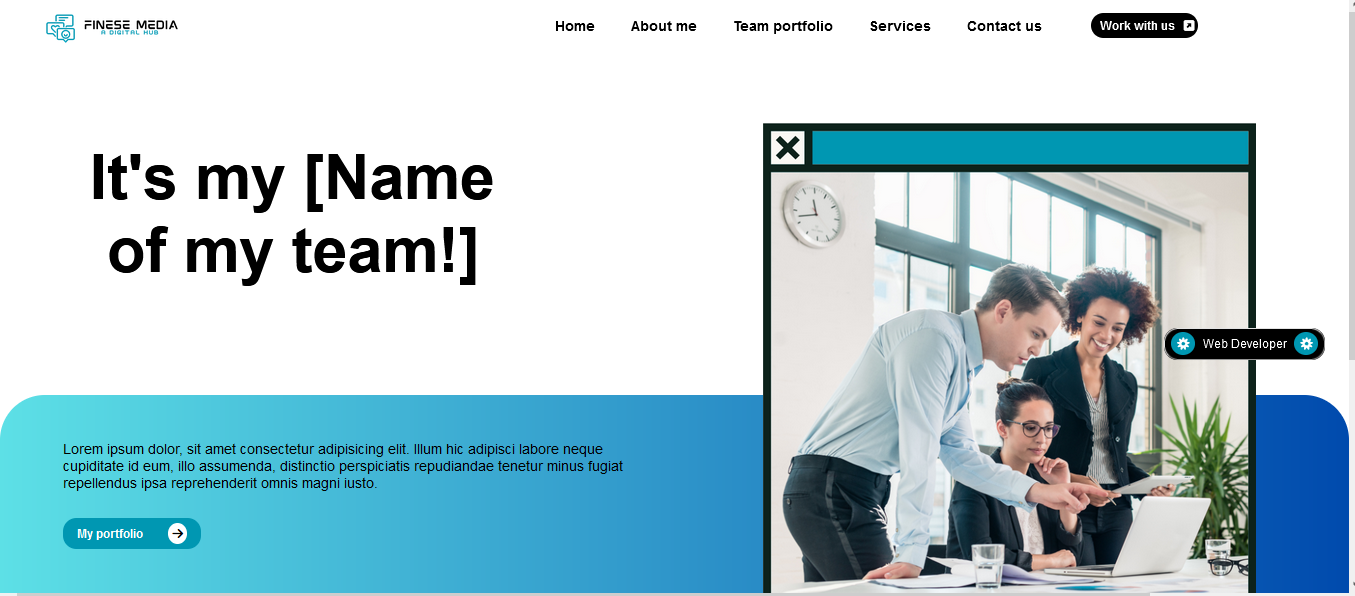 FINESE MEDIA
A DIGITAL HUB
Home
About me
Team portfolio
Services
Contact us
Work with us
It's my [Name
of my team!]
Web Developer
Lorem ipsum dolor, sit amet consectetur adipisicing elit. Illum hic adipisci labore neque
cupiditate id eum, illo assumenda, distinctio perspiciatis repudiandae tenetur minus fugiat
repellendus ipsa reprehenderit omnis magni iusto.
My portfolio